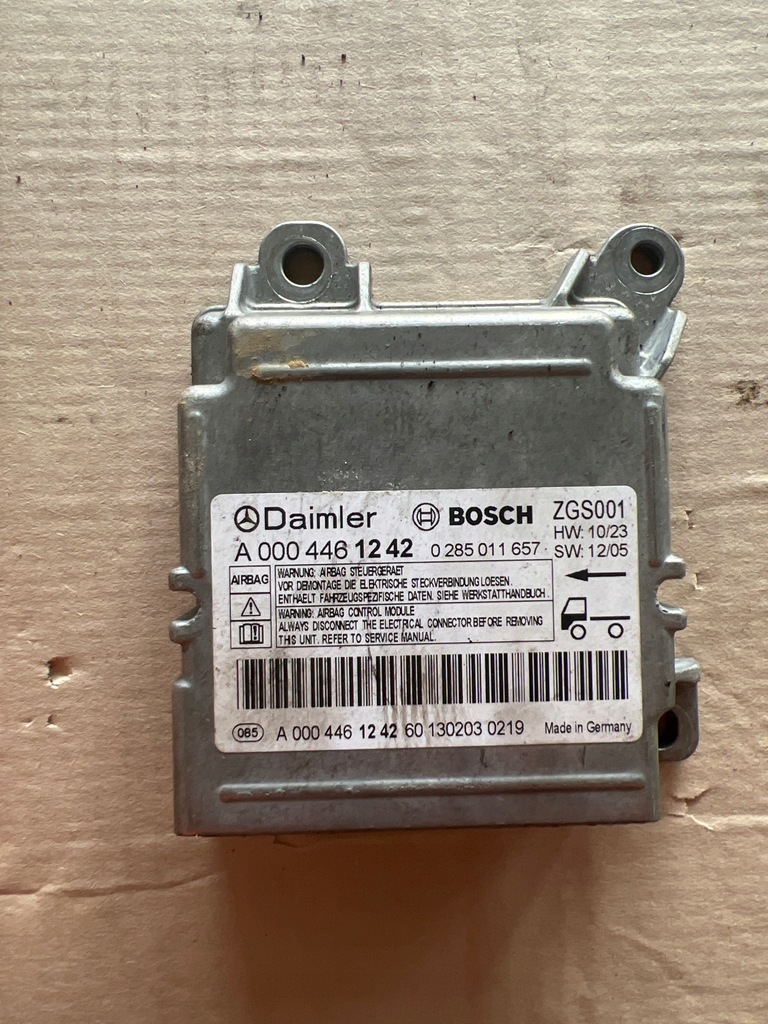 Daimler BOSCH ZGS001
HW: 10/23
A 000 446 12 42 0 285 011 657 SW: 12/05
AIRBAG
WARNUNG: AIRBAG STEUERGERAET
VOR DEMONTAGE DIE ELEKTRISCHE STECKVERBINDUNG LOESEN.
ENTHAELT FAHRZEUGSPEZIFISCHE DATEN. SIEHE WERKSTATTHANDBUCH.
WARNING: AIRBAG CONTROL MODULE
ALWAYS DISCONNECT THE ELECTRICAL CONNECTOR BEFORE REMOVING
THIS UNIT. REFER TO SERVICE MANUAL.
085 A 000 446 12 42 60 130203 0219 Made in Germany